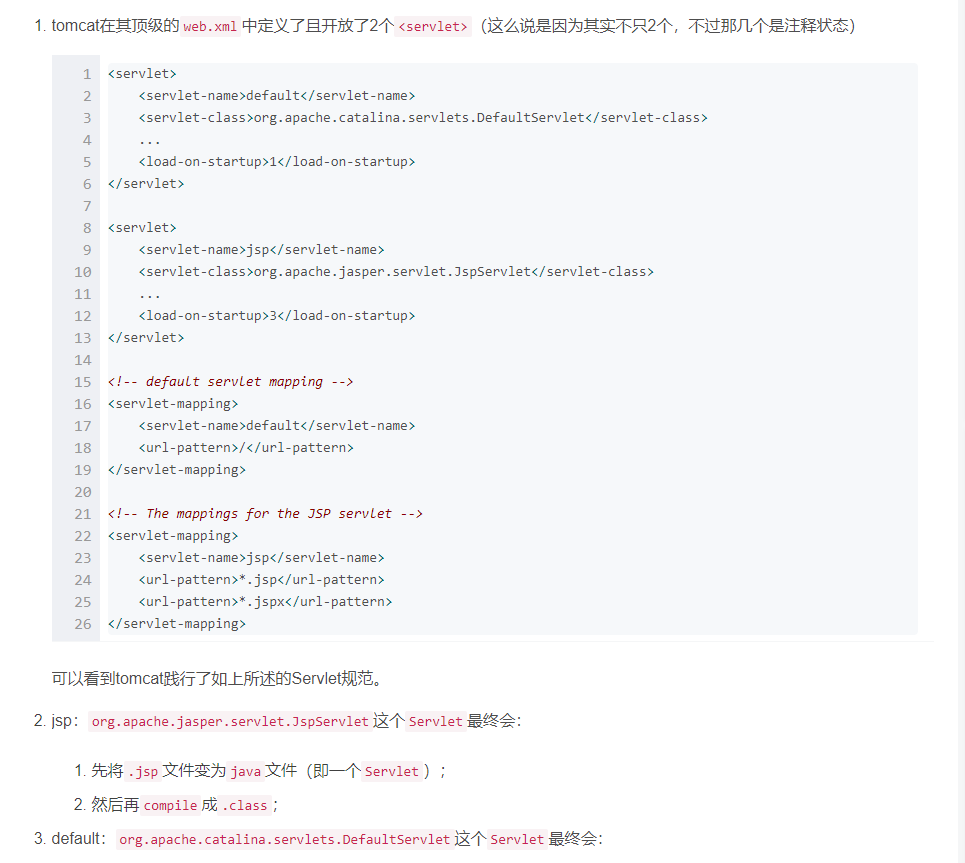 1. tomcat在其顶级的 web.xml 中定义了且开放了2个 <servlet> （这么说是因为其实不只2个，不过那几个是注释状态）
1 <servlet>
2     <servlet-name>default</servlet-name>
3     <servlet-class>org.apache.catalina.servlets.DefaultServlet</servlet-class>
4     ...
5     <load-on-startup>1</load-on-startup>
6 </servlet>
7
8 <servlet>
9     <servlet-name>jsp</servlet-name>
10     <servlet-class>org.apache.jasper.servlet.JspServlet</servlet-class>
11     ...
12     <load-on-startup>3</load-on-startup>
13 </servlet>
14
15 <!-- default servlet mapping -->
16 <servlet-mapping>
17     <servlet-name>default</servlet-name>
18     <url-pattern>/</url-pattern>
19 </servlet-mapping>
20
21 <!-- The mappings for the JSP servlet -->
22 <servlet-mapping>
23     <servlet-name>jsp</servlet-name>
24     <url-pattern>*.jsp</url-pattern>
25     <url-pattern>*.jspx</url-pattern>
26 </servlet-mapping>
可以看到tomcat践行了如上所述的Servlet规范。
2. jsp： org.apache.jasper.servlet.JspServlet 这个 Servlet 最终会：
1. 先将 .jsp 文件变为 java 文件（即一个 Servlet ）；
2. 然后再 compile 成 .class ；
3. default： org.apache.catalina.servlets.DefaultServlet 这个 Servlet 最终会：